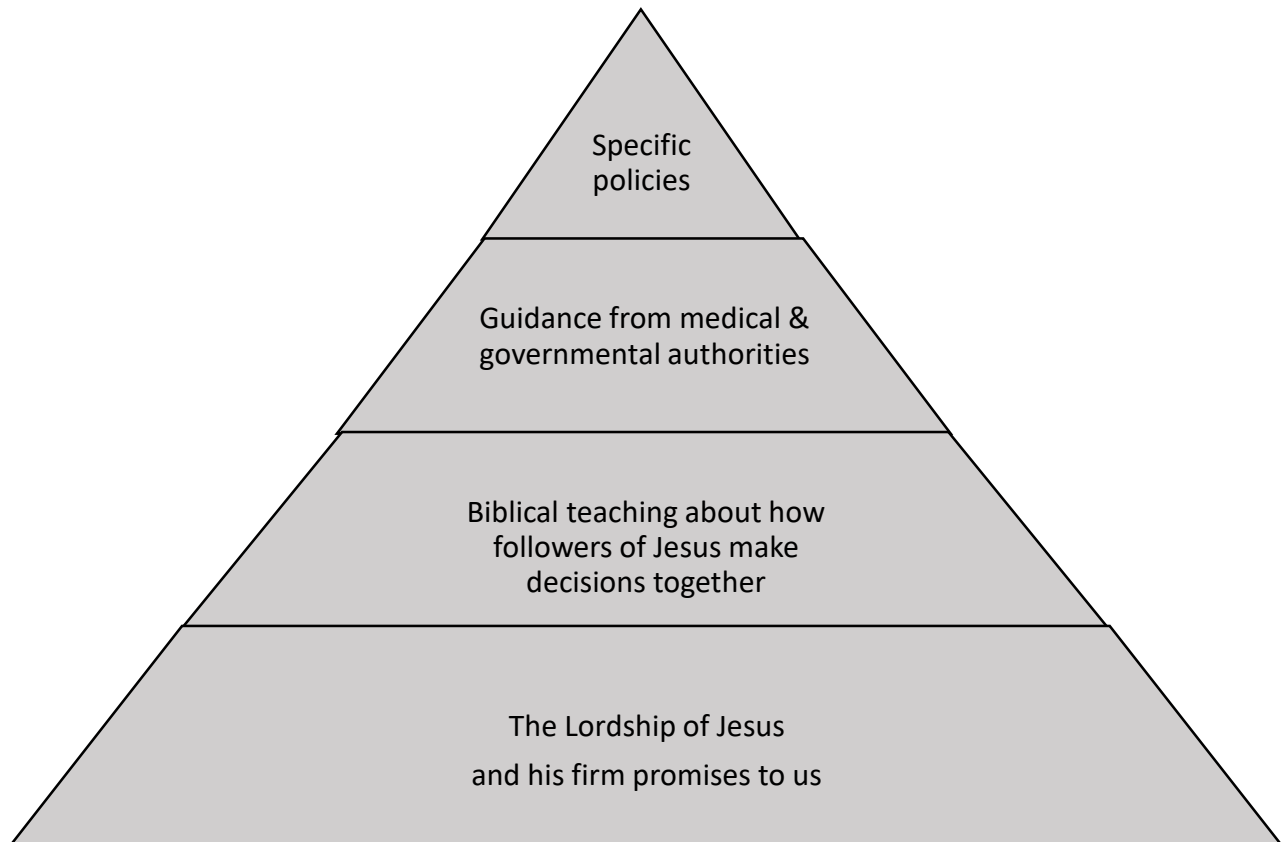 Specific
policies
Guidance from medical &
governmental authorities
Biblical teaching about how
followers of Jesus make
decisions together
The Lordship of Jesus
and his firm promises to us